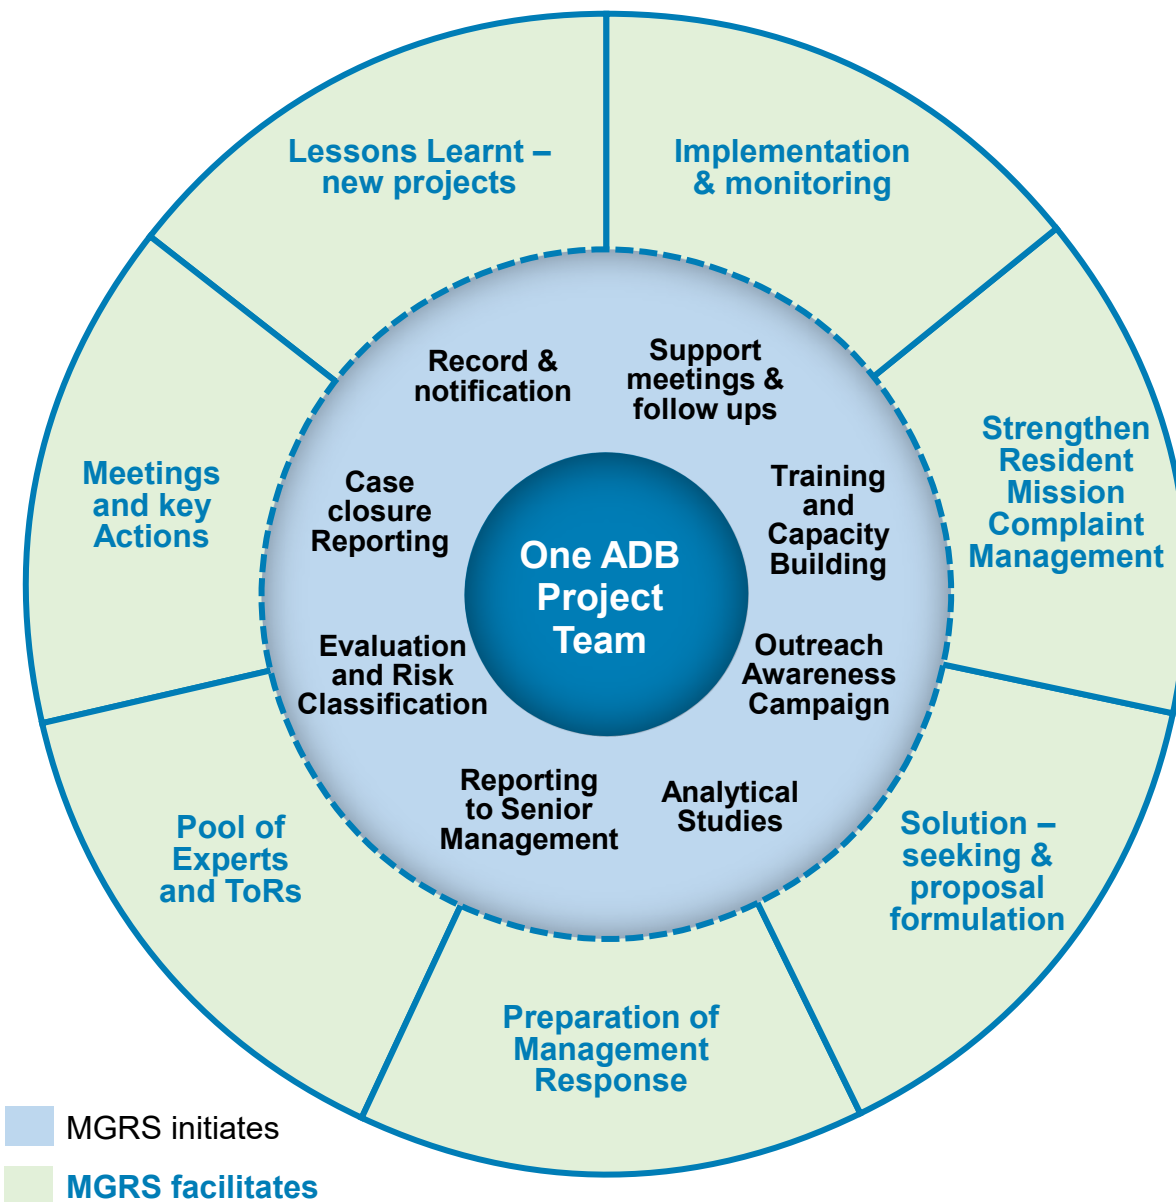 Lessons Learnt –
new projects
Implementation
& monitoring
Strengthen
Resident
Mission
Complaint
Management
Solution –
seeking &
proposal
formulation
Preparation of
Management
Response
Pool of
Experts
and ToRs
Meetings
and key
Actions
Record &
notification
Support
meetings &
follow ups
Training
and
Capacity
Building
Outreach
Awareness
Campaign
Analytical
Studies
Reporting
to Senior
Management
Evaluation
and Risk
Classification
Case
closure
Reporting
One ADB
Project
Team
MGRS initiates
MGRS facilitates